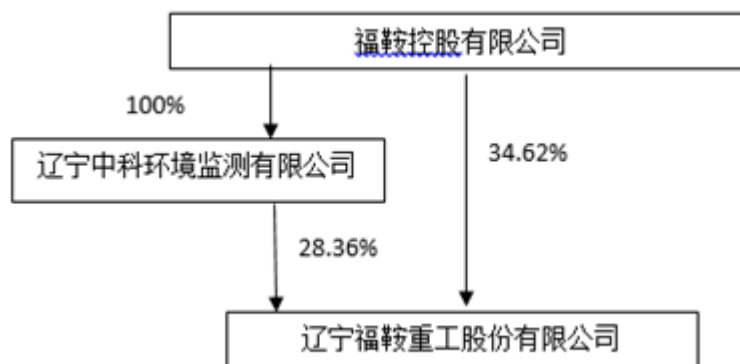 福鞍控股有限公司
100%
辽宁中科环境监测有限公司
34.62%
28.36%
辽宁福鞍重工股份有限公司